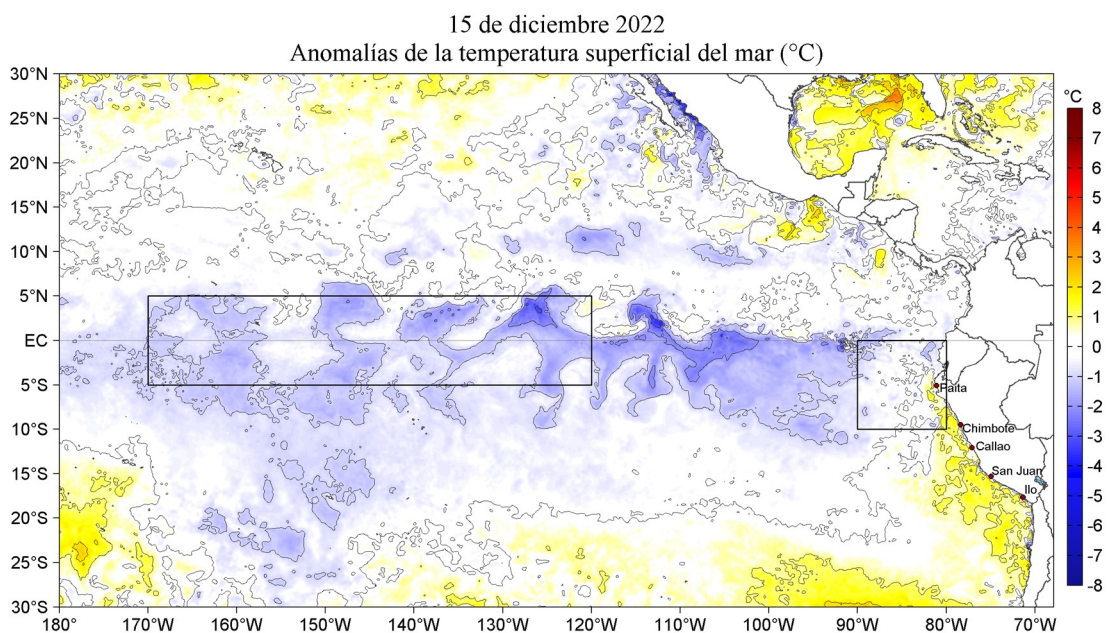 15 de diciembre 2022
Anomalías de la temperatura superficial del mar (°C)
30°N
25°N
20°N
15°N
10°N
5°N
EC
5°S
10°S
15°S
20°S
25°S
30°S
180
170°W
160°W
150°W
140°W
130°W
120°W
110°W
100°W
90°W
80°W
70°W
Paita
Chimbote
Callao
San Juan
Ilo
°C
8
7
6
5
4
3
2
1
0
-1
-2
-3
-4
-5
-6
-7
-8